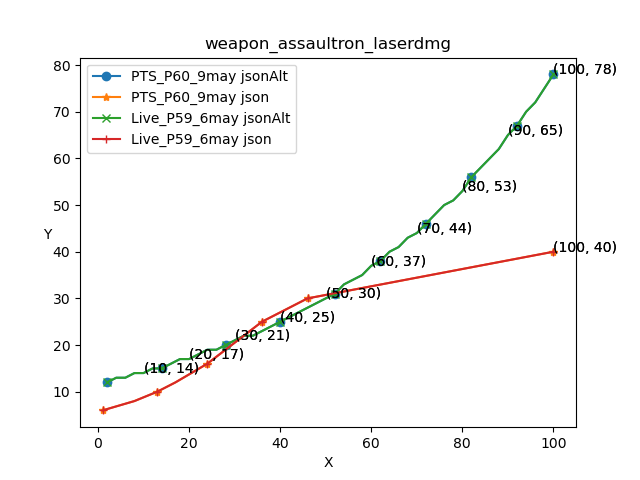 weapon_assaultron_laserdmg
PTS_P60_9may jsonAlt
PTS_P60_9may json
Live_P59_6may jsonAlt
Live_P59_6may json
(100, 78)
(90, 65)
(80, 53)
(70, 44)
(100, 40)
(60, 37)
(50, 30)
(40, 25)
(30, 21)
(20, 17)
(10, 14)
80
70
60
50
40
30
20
10
Y
0 20 40 60 80 100
X